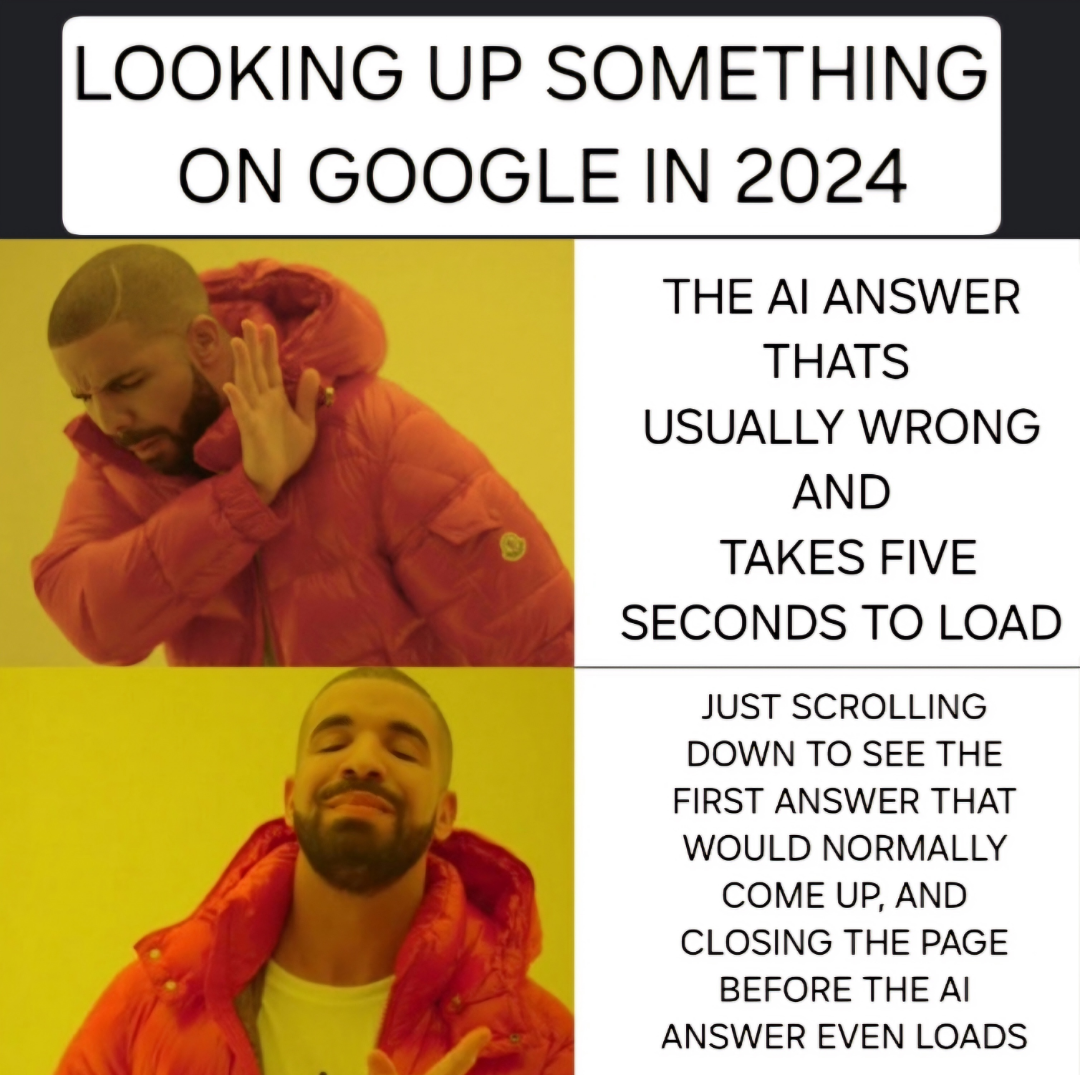 LOOKING UP SOMETHING
ON GOOGLE IN 2024
THE AI ANSWER
THATS
USUALLY WRONG
AND
TAKES FIVE
SECONDS TO LOAD
JUST SCROLLING
DOWN TO SEE THE
FIRST ANSWER THAT
WOULD NORMALLY
COME UP, AND
CLOSING THE PAGE
BEFORE THE AI
ANSWER EVEN LOADS